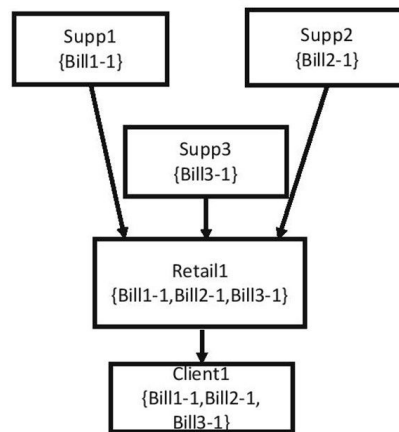 Supp1
{Bill1-1}
Supp2
{Bill2-1}
Supp3
{Bill3-1}
Retail1
{Bill1-1,Bill2-1,Bill3-1}
Client1
{Bill1-1,Bill2-1,
Bill3-1}